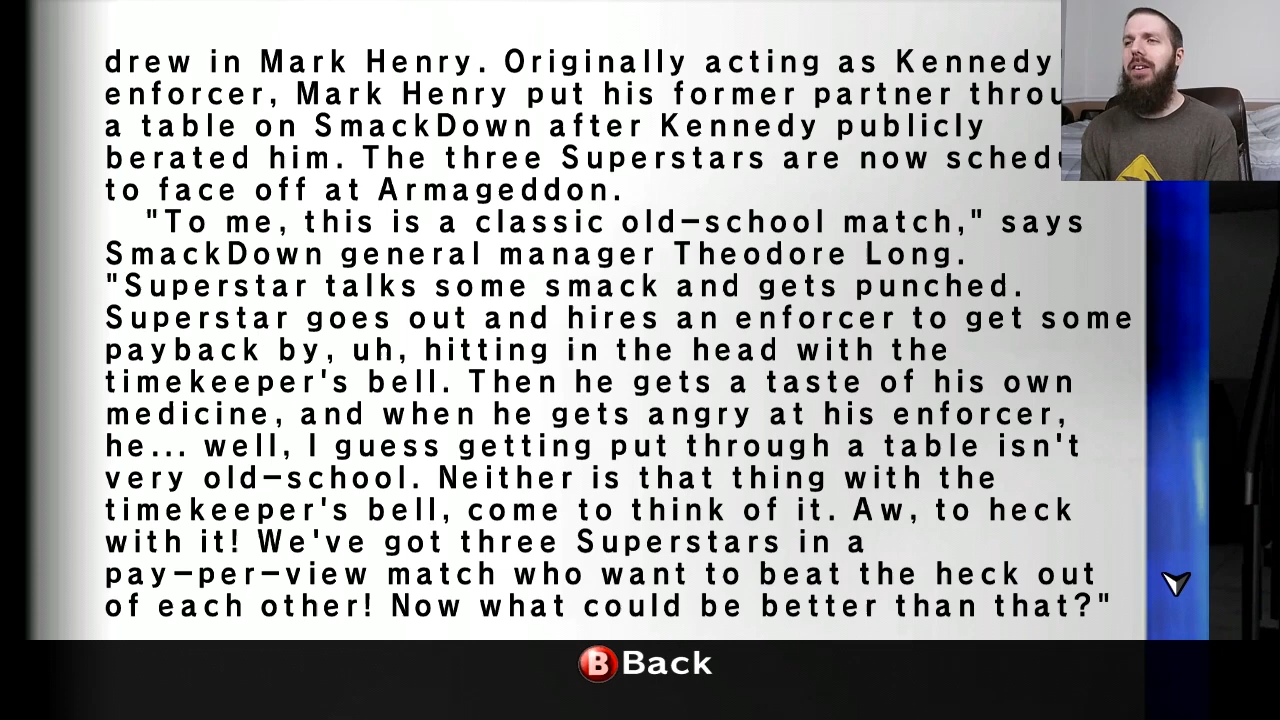 drew in Mark Henry. Originally acting as Kennedy
enforcer, Mark Henry put his former partner
a table on SmackDown after Kennedy publicly
berated him. The three Superstars are now
to face off at Armageddon.
"To me, this is a classic old-school match," says
SmackDown general manager Theodore Long.
"Superstar talks some smack and gets punched.
Superstar goes out and hires an enforcer to get some
payback by, uh, hitting in the head with the
timekeeper's bell. Then he gets a taste of his own
medicine, and when he gets angry at his enforcer,
he... well, I guess getting put through a table isn't
very old-school. Neither is that thing with the
timekeeper's bell, come to think of it. Aw, to heck
with it! We've got three Superstars in a
pay-per-view match who want to beat the heck out
of each other! Now what could be better than that?"
B Back